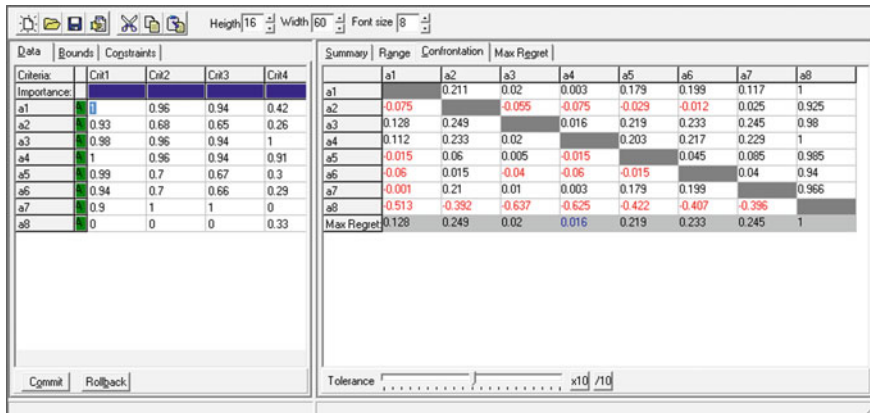 Heigth 16 Width 60 Font size 8
Data Bounds Constraints
Criteria: Crit1 Crit2 Crit3 Crit4
Importance:
a1 1 0.96 0.94 0.42
a2 0.93 0.68 0.65 0.26
a3 0.98 0.96 0.94 1
a4 1 0.96 0.94 0.91
a5 0.99 0.7 0.67 0.3
a6 0.94 0.7 0.66 0.29
a7 0.9 1 1 0
a8 0 0 0 0.33
Commit Rollback
Summary Range Confrontation Max Regret
a1 a2 a3 a4 a5 a6 a7 a8
a1 0.211 0.02 0.003 0.179 0.199 0.117 1
a2 -0.075 -0.055 -0.075 -0.029 -0.012 0.025 0.925
a3 0.128 0.249 0.016 0.219 0.233 0.245 0.98
a4 0.112 0.233 0.02 0.203 0.217 0.229 1
a5 -0.015 0.06 0.005 -0.015 0.045 0.085 0.985
a6 -0.06 0.015 -0.04 -0.06 -0.015 0.04 0.94
a7 -0.001 0.21 0.01 0.003 0.179 0.199 0.966
a8 -0.513 -0.392 -0.637 -0.625 -0.422 -0.407 -0.396
Max Regret: 0.128 0.249 0.02 0.016 0.219 0.233 0.245 1
Tolerance x10 /10